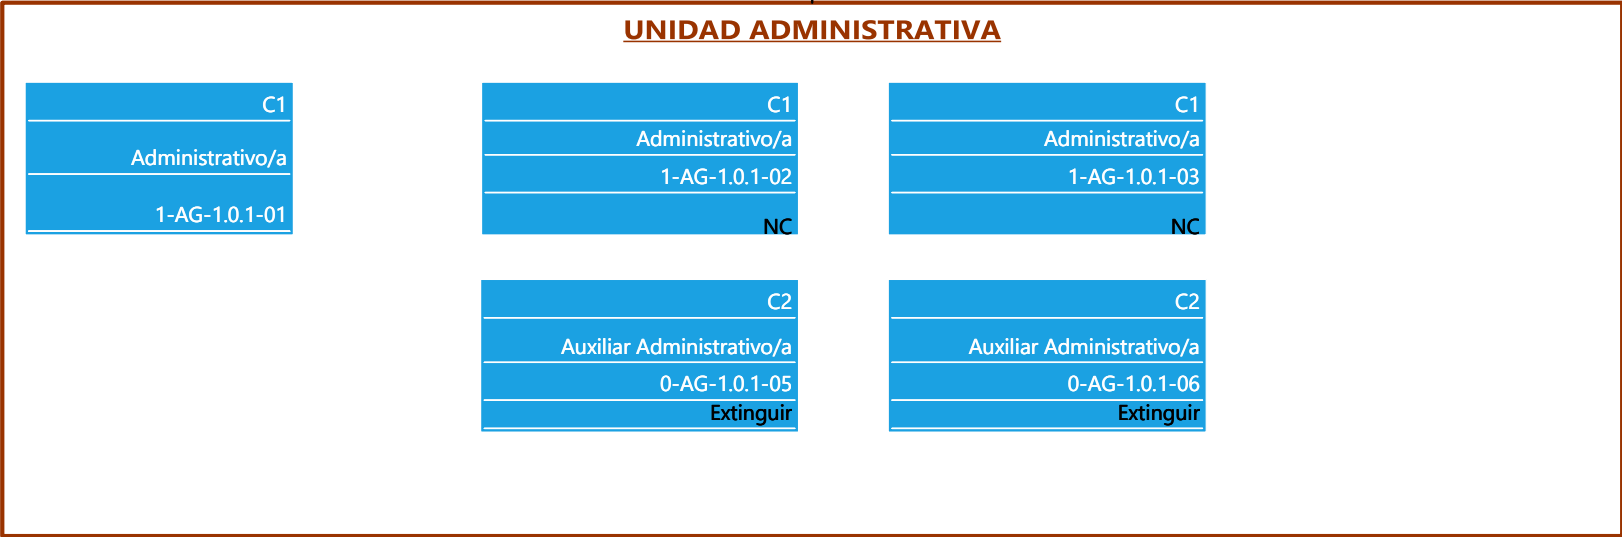 UNIDAD ADMINISTRATIVA
C1
Administrativo/a
1-AG-1.0.1-01
C1
Administrativo/a
1-AG-1.0.1-02
NC
C1
Administrativo/a
1-AG-1.0.1-03
NC
C2
Auxiliar Administrativo/a
0-AG-1.0.1-05
Extinguir
C2
Auxiliar Administrativo/a
0-AG-1.0.1-06
Extinguir